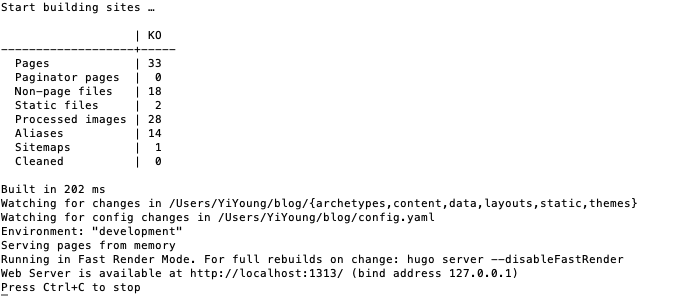 Start building sites …
                   | KO
-------------------+-----
  Pages            | 33
  Paginator pages  |  0
  Non-page files   | 18
  Static files     |  2
  Processed images | 28
  Aliases          | 14
  Sitemaps         |  1
  Cleaned          |  0
Built in 202 ms
Watching for changes in /Users/YiYoung/blog/{archetypes,content,data,layouts,static,themes}
Watching for config changes in /Users/YiYoung/blog/config.yaml
Environment: "development"
Serving pages from memory
Running in Fast Render Mode. For full rebuilds on change: hugo server --disableFastRender
Web Server is available at http://localhost:1313/ (bind address 127.0.0.1)
Press Ctrl+C to stop